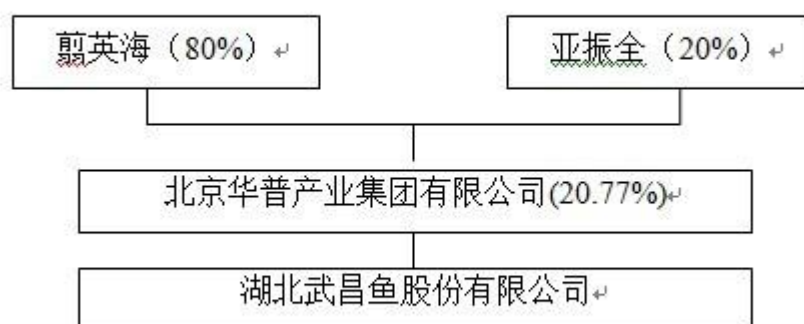 翦英海（80%）
亚振全（20%）
北京华普产业集团有限公司(20.77%)
湖北武昌鱼股份有限公司